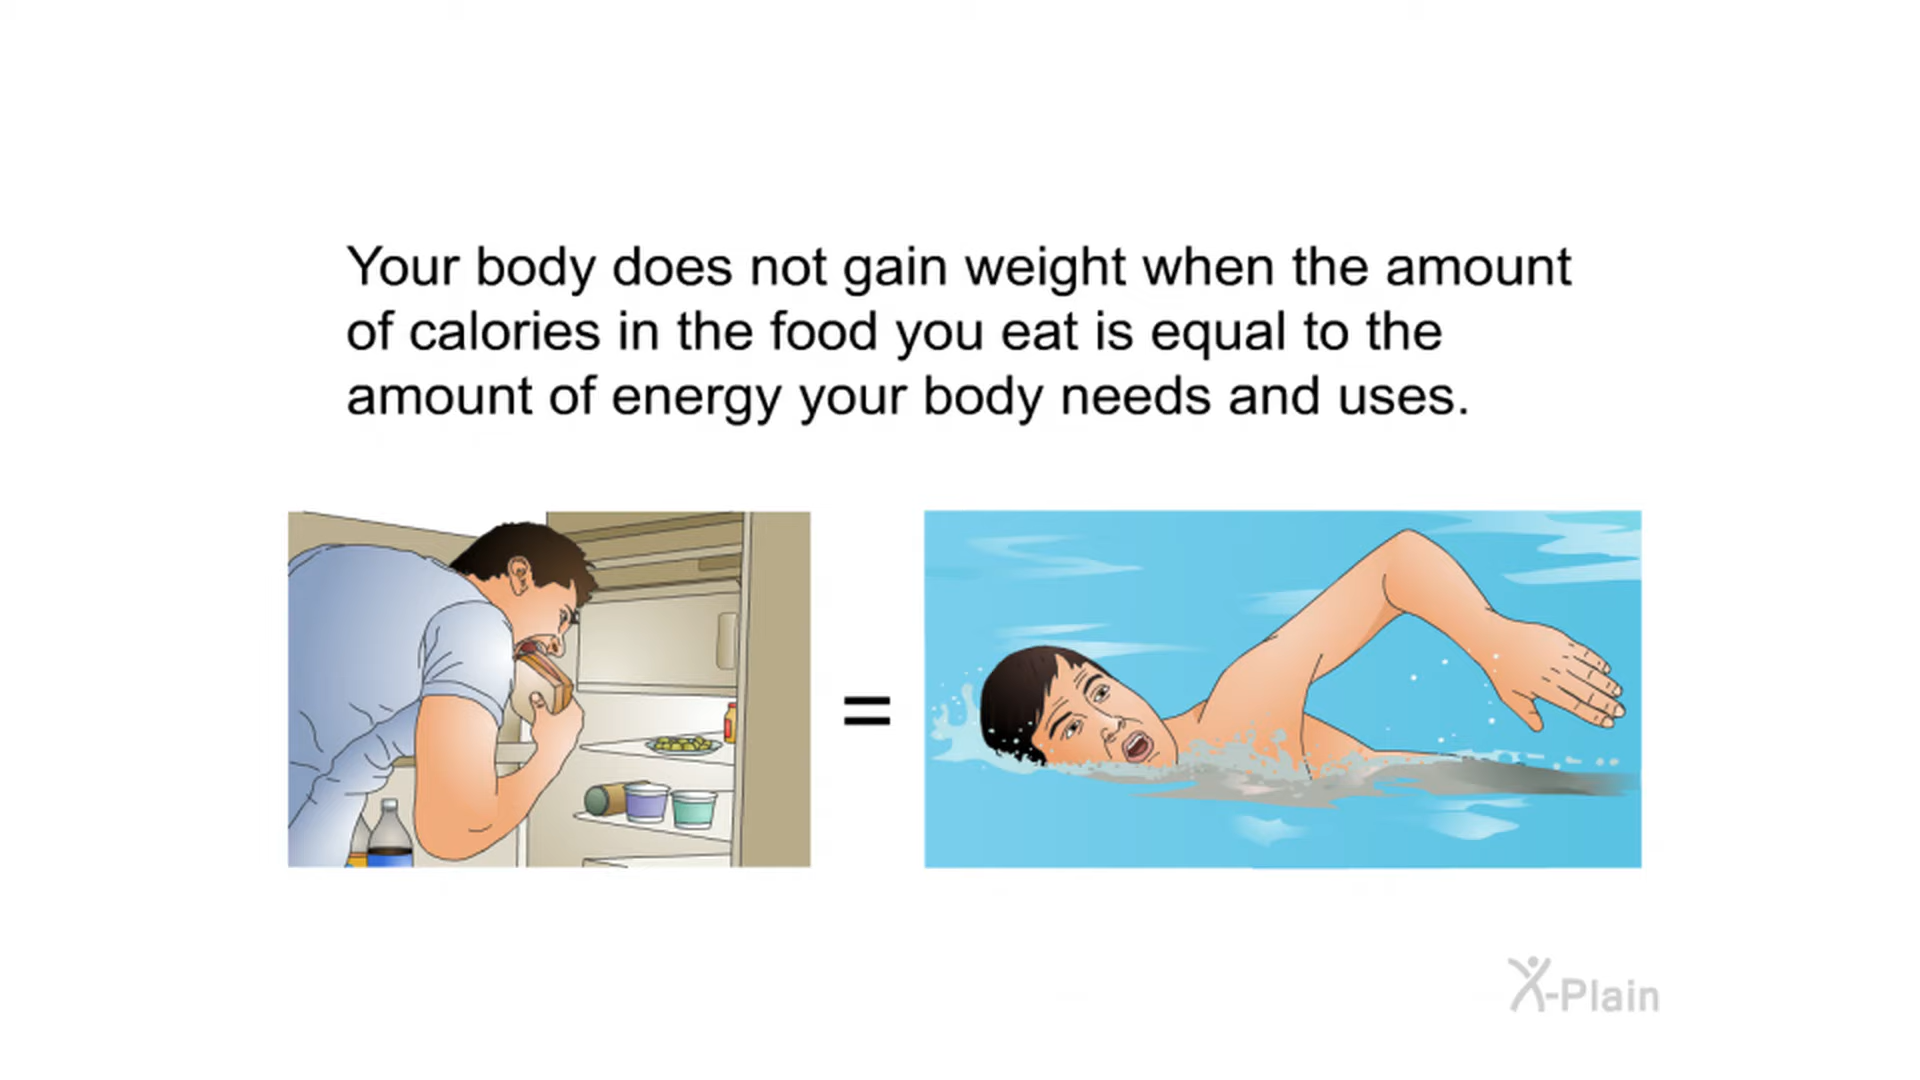 Your body does not gain weight when the amount
of calories in the food you eat is equal to the
amount of energy your body needs and uses.
=
X-Plain